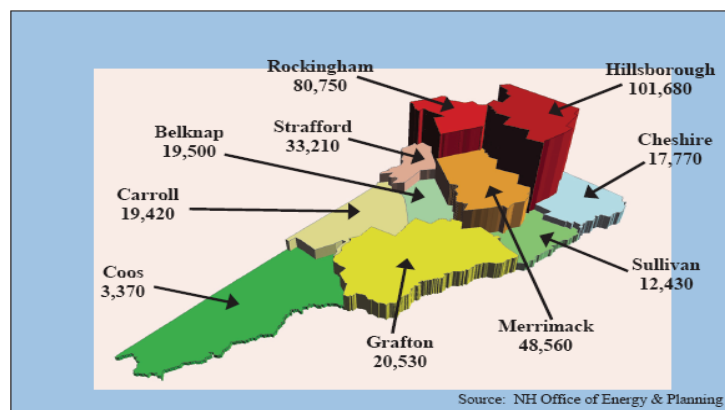 Rockingham
80,750
Hillsborough
101,680
Strafford
33,210
Belknap
19,500
Cheshire
17,770
Carroll
19,420
Coos
3,370
Sullivan
12,430
Grafton
20,530
Merrimack
48,560
Source: NH Office of Energy & Planning